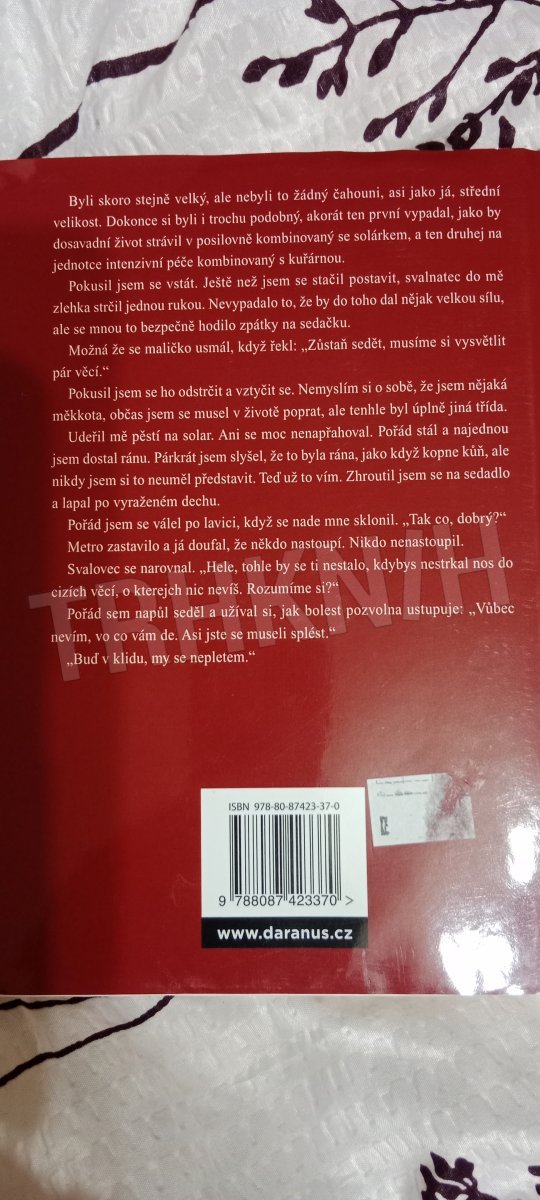 Byli skoro stejně velký, ale nebyli to žádný čahouni, asi jako já, střední
velikost. Dokonce si byli i trochu podobný, akorát ten první vypadal, jako by
dosavadní život strávil v posilovně kombinovaný se solárkem, a ten druhej na
jednotce intenzivní péče kombinovaný s kuřárnou.
Pokusil jsem se vstát. Ještě než jsem se stačil postavit, svalnatec do mě
zlehka strčil jednou rukou. Nevypadalo to, že by do toho dal nějak velkou sílu,
ale se mnou to bezpečně hodilo zpátky na sedačku.
Možná že se maličko usmál, když řekl: „Zůstaň sedět, musíme si vysvětlit
pár věcí.“
Pokusil jsem se ho odstrčit a vztyčit se. Nemyslím si o sobě, že jsem nějaká
měkkota, občas jsem se musel v životě poprat, ale tenhle byl úplně jiná třída.
Udeřil mě pěstí na solar. Ani se moc nenapřahoval. Pořád stál a najednou
jsem dostal ránu. Párkrát jsem slyšel, že to byla rána, jako když kopne kůň, ale
nikdy jsem si to neuměl představit. Teď už to vím. Zhroutil jsem se na sedadlo
a lapal po vyraženém dechu.
Pořád jsem se válel po lavici, když se nade mne sklonil. „Tak co, dobrý?“
Metro zastavilo a já doufal, že někdo nastoupí. Nikdo nenastoupil.
Svalovec se narovnal. „Hele, tohle by se ti nestalo, kdybys nestrkal nos do
cizích věcí, o kterejch nic nevíš. Rozumíme si?“
Pořád sem napůl seděl a užíval si, jak bolest pozvolna ustupuje: „Vůbec
nevím, vo co vám de. Asi jste se museli splést.“
„Buď v klidu, my se nepletem.“
TRHKNIH
ISBN 978-80-87423-37-0
9 788087 423370 >
www.daranus.cz